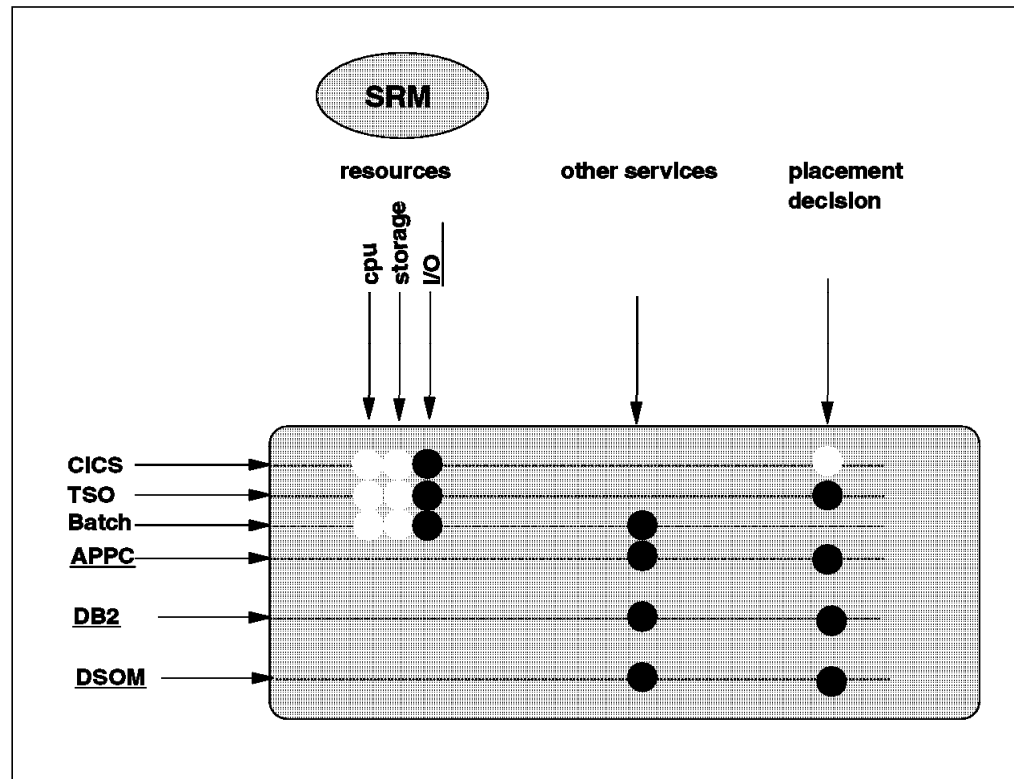 SRM
resources
other services
placement
decision
cpu
storage
I/O
CICS
TSO
Batch
APPC
DB2
DSOM